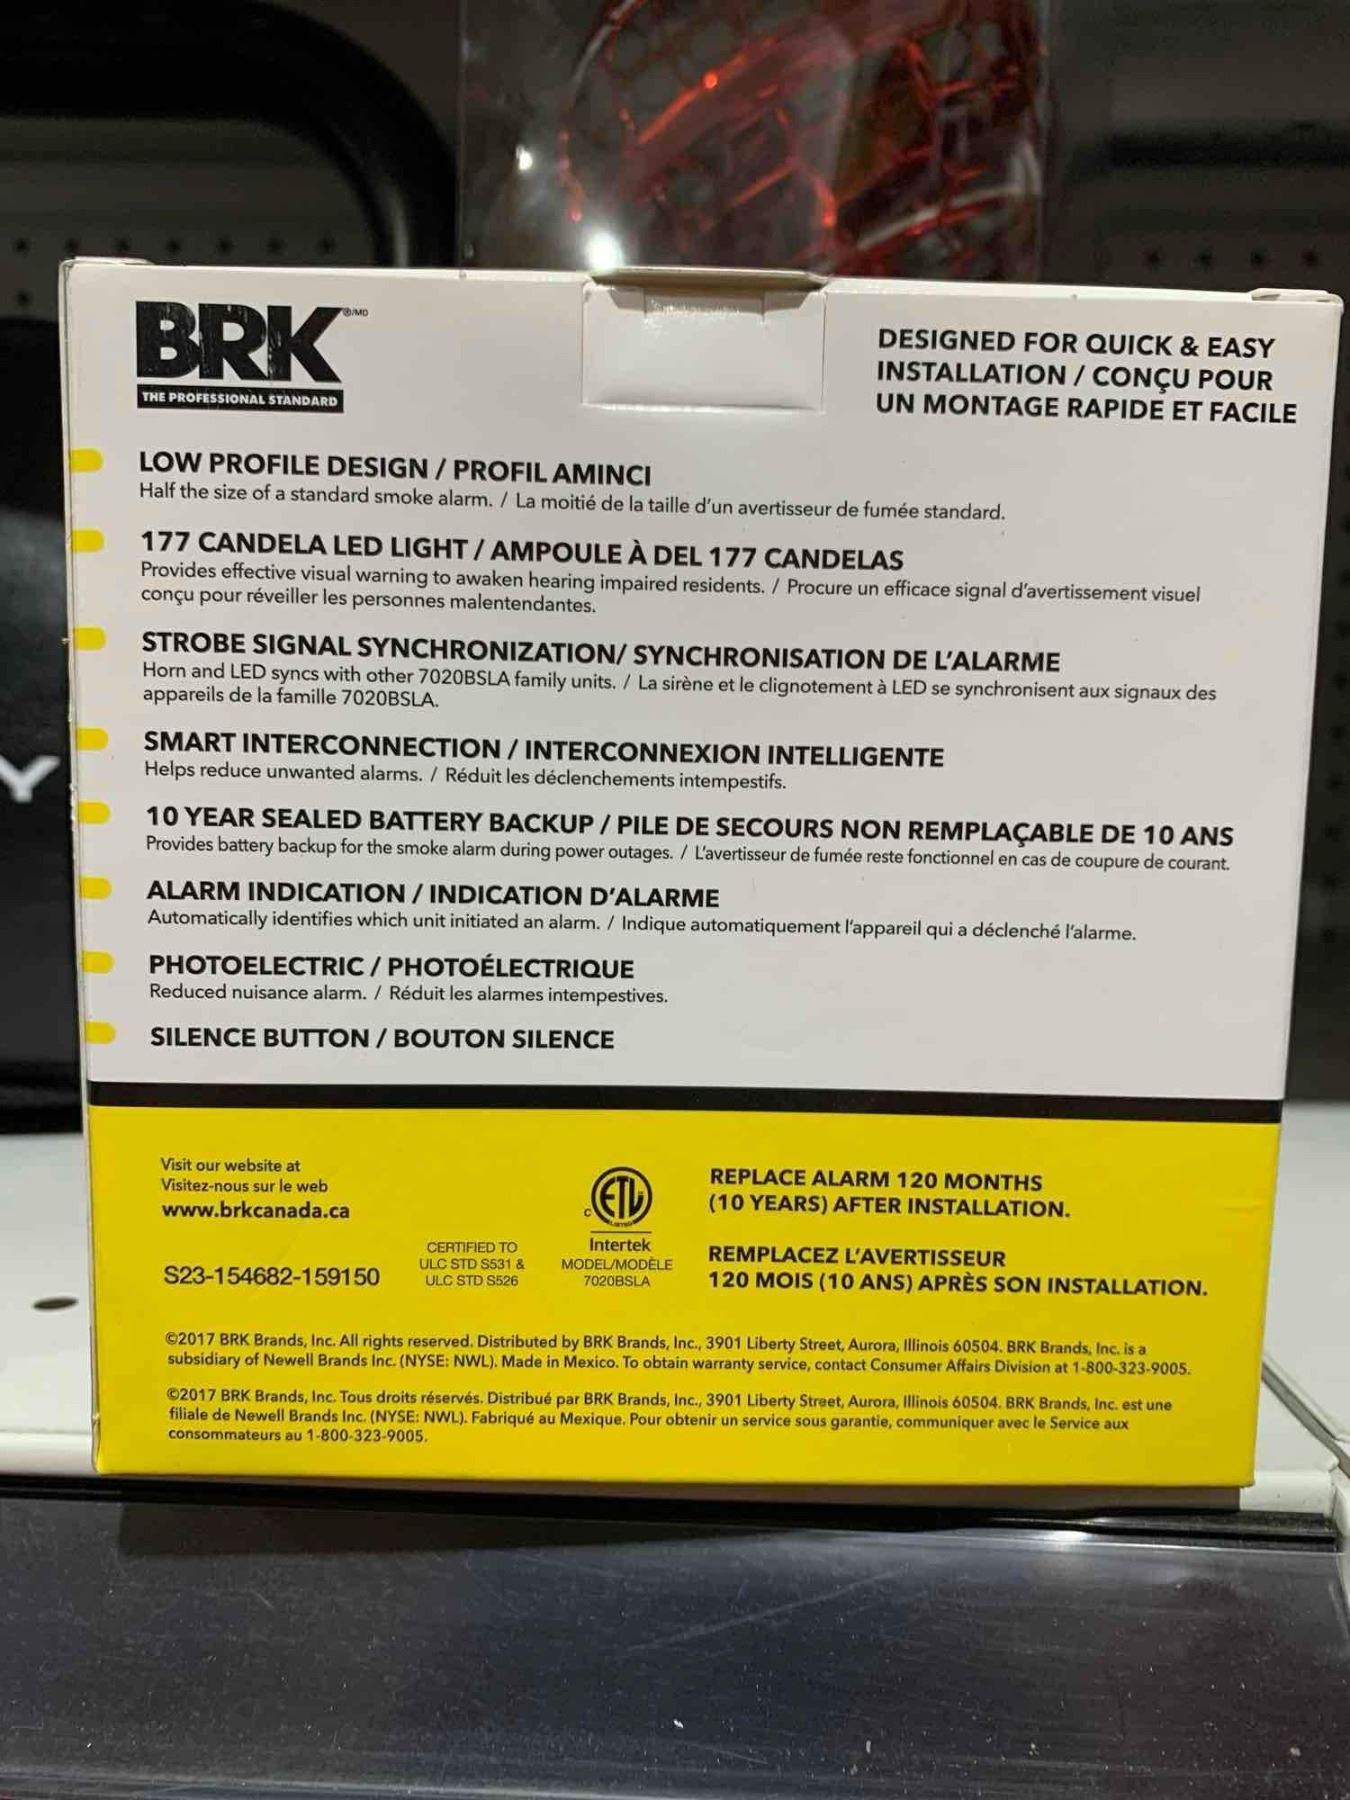 BRK ®/MD
THE PROFESSIONAL STANDARD
DESIGNED FOR QUICK & EASY
INSTALLATION / CONÇU POUR
UN MONTAGE RAPIDE ET FACILE
LOW PROFILE DESIGN / PROFIL AMINCI
Half the size of a standard smoke alarm. / La moitié de la taille d'un avertisseur de fumée standard.
177 CANDELA LED LIGHT / AMPOULE À DEL 177 CANDELAS
Provides effective visual warning to awaken hearing impaired residents. / Procure un efficace signal d'avertissement visuel
conçu pour réveiller les personnes malentendantes.
STROBE SIGNAL SYNCHRONIZATION/ SYNCHRONISATION DE L'ALARME
Horn and LED syncs with other 7020BSLA family units. / La sirène et le clignotement à LED se synchronisent aux signaux des
appareils de la famille 7020BSLA.
SMART INTERCONNECTION / INTERCONNEXION INTELLIGENTE
Helps reduce unwanted alarms. / Réduit les déclenchements intempestifs.
10 YEAR SEALED BATTERY BACKUP / PILE DE SECOURS NON REMPLAÇABLE DE 10 ANS
Provides battery backup for the smoke alarm during power outages. / L'avertisseur de fumée reste fonctionnel en cas de coupure de courant.
ALARM INDICATION / INDICATION D'ALARME
Automatically identifies which unit initiated an alarm. / Indique automatiquement l'appareil qui a déclenché l'alarme.
PHOTOELECTRIC / PHOTOÉLECTRIQUE
Reduced nuisance alarm. / Réduit les alarmes intempestives.
SILENCE BUTTON / BOUTON SILENCE
Y
Visit our website at
Visitez-nous sur le web
www.brkcanada.ca
S23-154682-159150
CERTIFIED TO
ULC STD S531 &
ULC STD S526
C ETL
LISTED
Intertek
MODEL/MODÈLE
7020BSLA
REPLACE ALARM 120 MONTHS
(10 YEARS) AFTER INSTALLATION.
REMPLACEZ L'AVERTISSEUR
120 MOIS (10 ANS) APRÈS SON INSTALLATION.
©2017 BRK Brands, Inc. All rights reserved. Distributed by BRK Brands, Inc., 3901 Liberty Street, Aurora, Illinois 60504. BRK Brands, Inc. is a
subsidiary of Newell Brands Inc. (NYSE: NWL). Made in Mexico. To obtain warranty service, contact Consumer Affairs Division at 1-800-323-9005.
©2017 BRK Brands, Inc. Tous droits réservés. Distribué par BRK Brands, Inc., 3901 Liberty Street, Aurora, Illinois 60504. BRK Brands, Inc. est une
filiale de Newell Brands Inc. (NYSE: NWL). Fabriqué au Mexique. Pour obtenir un service sous garantie, communiquer avec le Service aux
consommateurs au 1-800-323-9005.